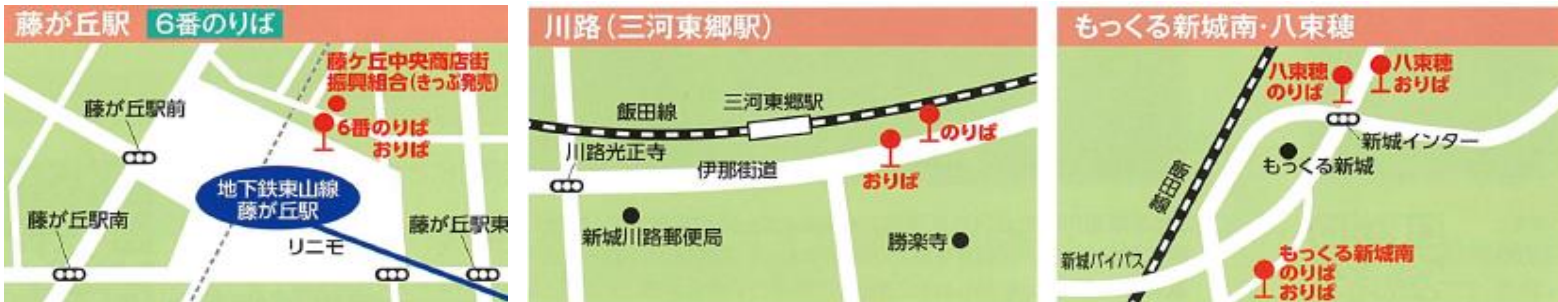 藤が丘駅 6番のりば
藤ケ丘中央商店街
振興組合(きっぷ発売)
藤が丘駅前
6番のりば
おりば
地下鉄東山線
藤が丘駅
藤が丘駅南
リニモ
藤が丘駅東
川路(三河東郷駅)
飯田線
三河東郷駅
のりば
川路光正寺
伊那街道
おりば
新城川路郵便局
勝楽寺
もっくる新城南・八束穂
八束穂
のりば
八束穂
おりば
新城インター
もっくる新城
飯田線
新城バイパス
もっくる新城南
のりば
おりば